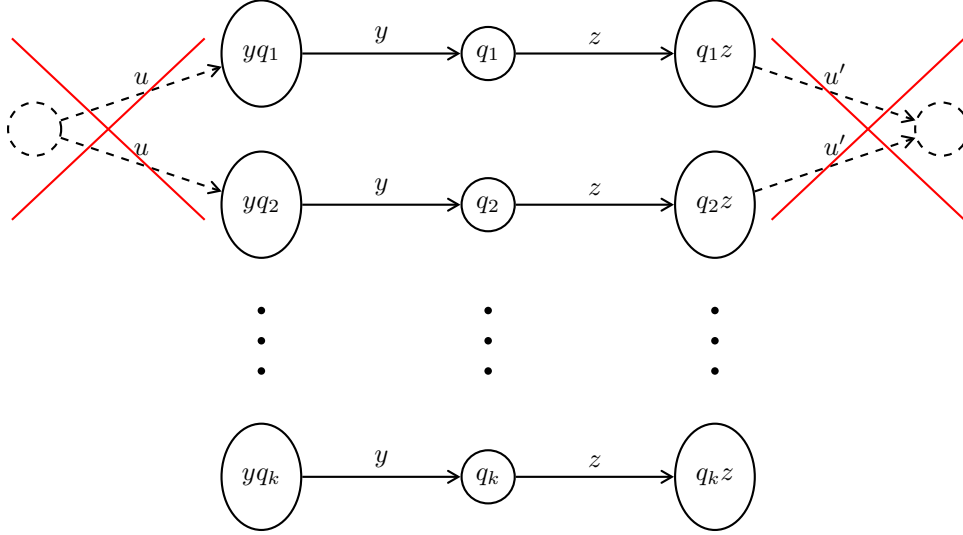 y z
yq₁ q₁ q₁z
u u′
u u′
y z
yq₂ q₂ q₂z
y z
yqₖ qₖ qₖz